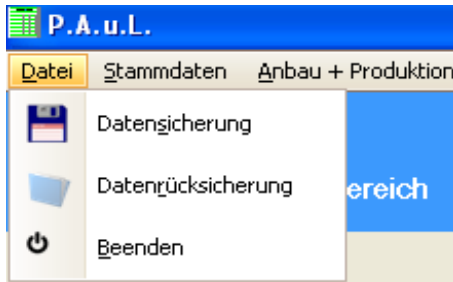 P.A.u.L.
Datei Stammdaten Anbau + Produktion
Datensicherung
Datenrücksicherung
ereich
Beenden